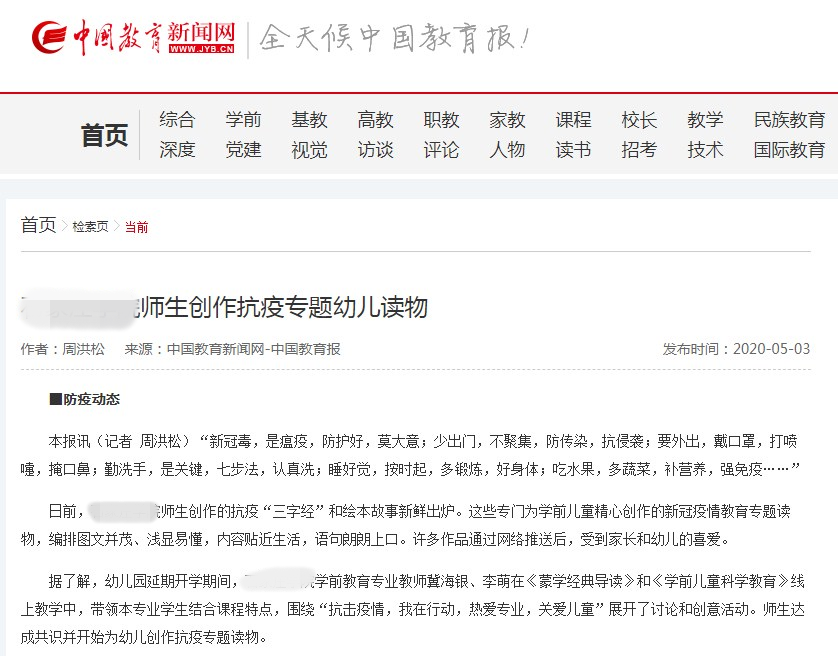 中国教育新闻网
WWW.JYB.CN
全天候中国教育报!
首页
综合 学前 基教 高教 职教 家教 课程 校长 教学 民族教育
深度 党建 视觉 访谈 评论 人物 读书 招考 技术 国际教育
首页 检索页 当前
师生创作抗疫专题幼儿读物
作者：周洪松 来源：中国教育新闻网-中国教育报 发布时间：2020-05-03
■防疫动态
本报讯（记者 周洪松）“新冠毒，是瘟疫，防护好，莫大意；少出门，不聚集，防传染，抗侵袭；要外出，戴口罩，打喷
嚏，掩口鼻；勤洗手，是关键，七步法，认真洗；睡好觉，按时起，多锻炼，好身体；吃水果，多蔬菜，补营养，强免疫……”
日前，师生创作的抗疫“三字经”和绘本故事新鲜出炉。这些专门为学前儿童精心创作的新冠疫情教育专题读
物，编排图文并茂、浅显易懂，内容贴近生活，语句朗朗上口。许多作品通过网络推送后，受到家长和幼儿的喜爱。
据了解，幼儿园延期开学期间，学前教育专业教师冀海银、李萌在《蒙学经典导读》和《学前儿童科学教育》线
上教学中，带领本专业学生结合课程特点，围绕“抗击疫情，我在行动，热爱专业，关爱儿童”展开了讨论和创意活动。师生达
成共识并开始为幼儿创作抗疫专题读物。